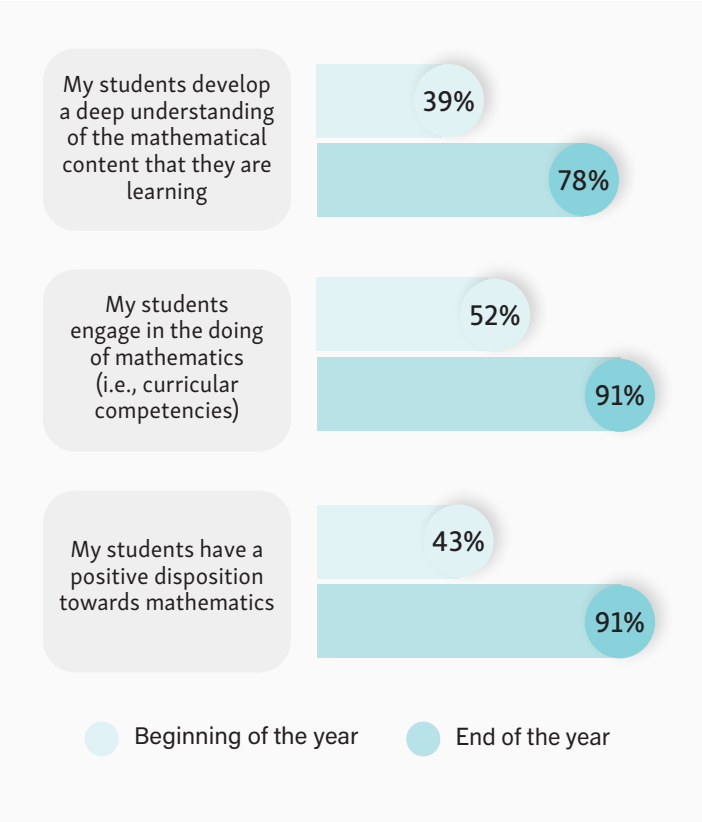 My students develop
a deep understanding
of the mathematical
content that they are
learning
39%
78%
My students
engage in the doing
of mathematics
(i.e., curricular
competencies)
52%
91%
My students have a
positive disposition
towards mathematics
43%
91%
Beginning of the year
End of the year